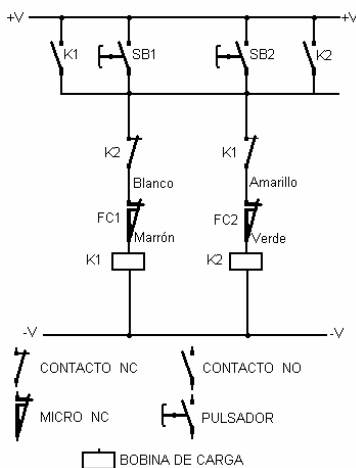 +V +V
K1 SB1 SB2 K2
K2 K1
Blanco Amarillo
FC1 FC2
Marrón Verde
K1 K2
-V -V
CONTACTO NC CONTACTO NO
MICRO NC PULSADOR
BOBINA DE CARGA